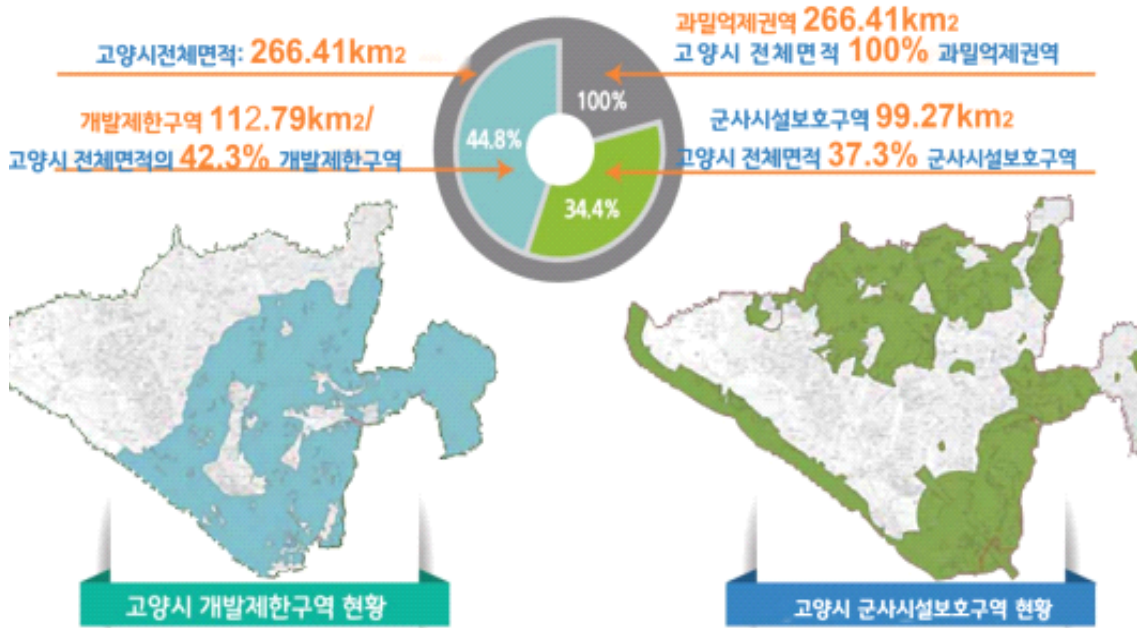 고양시전체면적: 266.41km2
개발제한구역 112.79km2/
고양시 전체면적의 42.3% 개발제한구역
44.8%
100%
34.4%
과밀억제권역 266.41km2
고양시 전체면적 100% 과밀억제권역
군사시설보호구역 99.27km2
고양시 전체면적 37.3% 군사시설보호구역
고양시 개발제한구역 현황
고양시 군사시설보호구역 현황